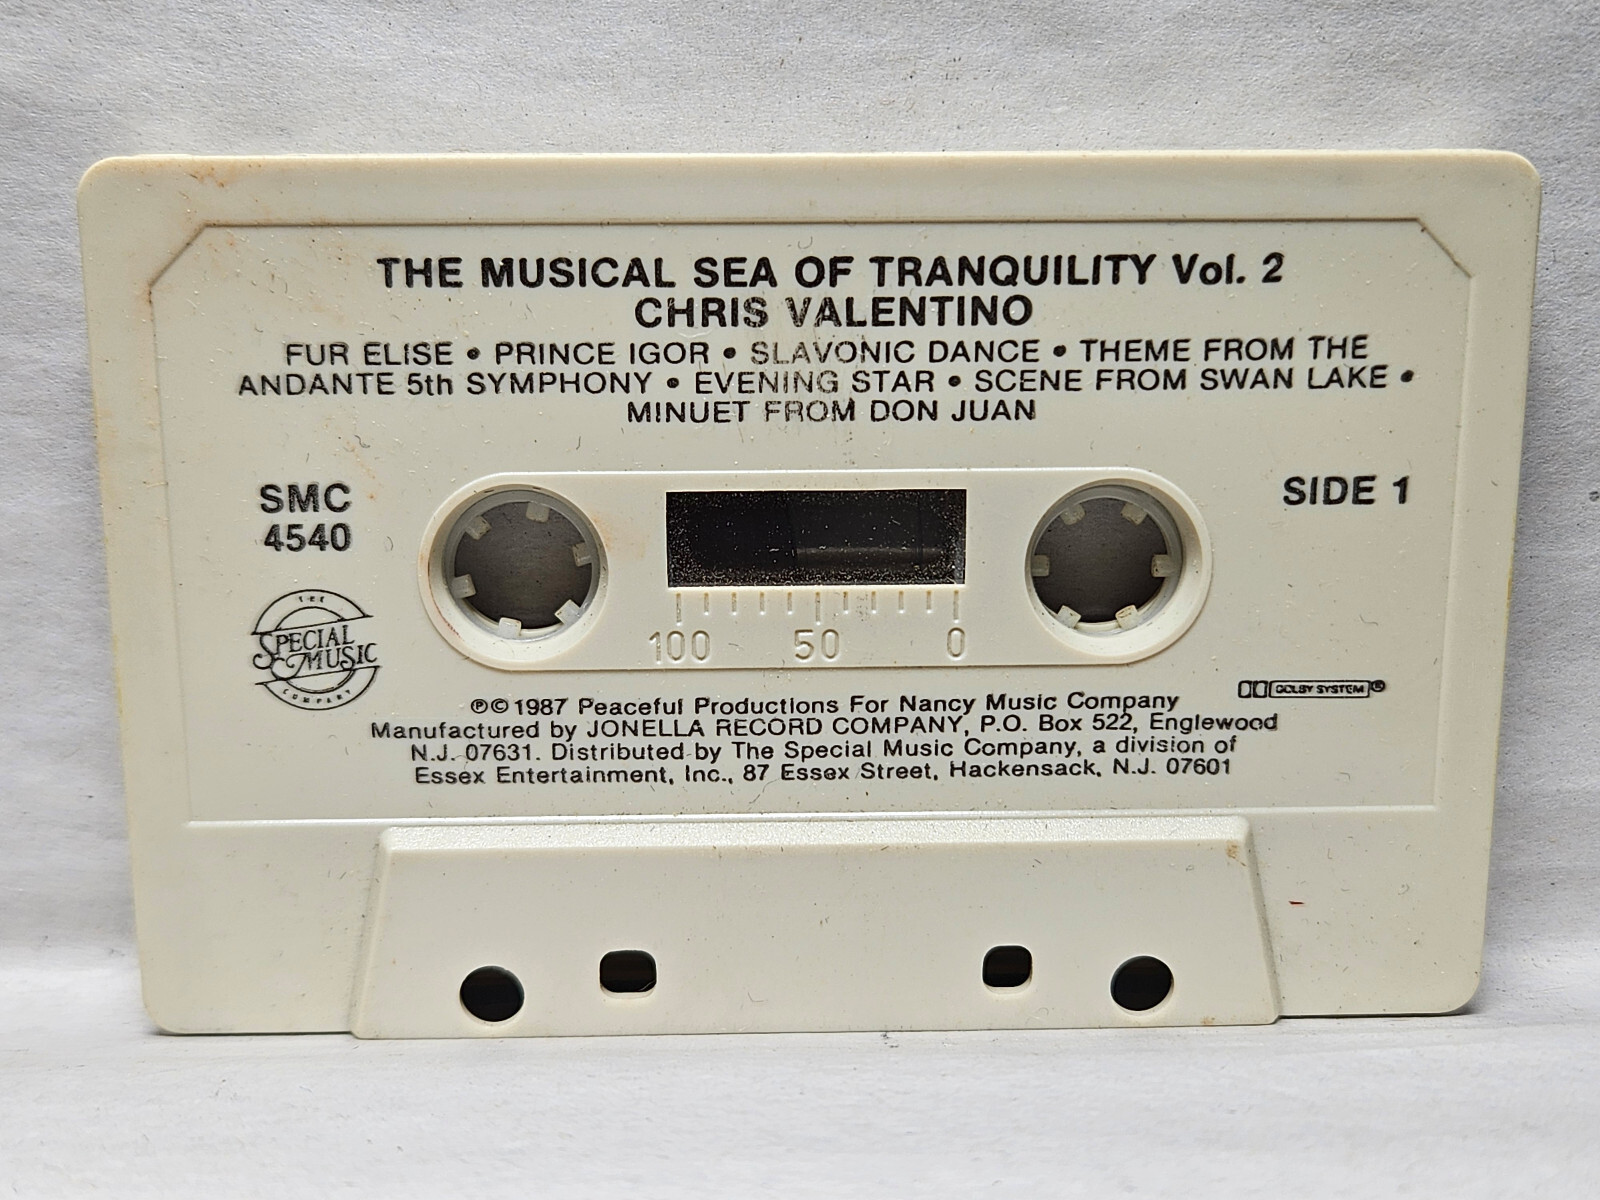 THE MUSICAL SEA OF TRANQUILITY Vol. 2
CHRIS VALENTINO
FUR ELISE • PRINCE IGOR • SLAVONIC DANCE • THEME FROM THE
ANDANTE 5th SYMPHONY • EVENING STAR • SCENE FROM SWAN LAKE •
MINUET FROM DON JUAN
SMC
4540
SIDE 1
THE
SPECIAL
MUSIC
COMPANY
100 50 0
DOLBY SYSTEM®
℗©1987 Peaceful Productions For Nancy Music Company
Manufactured by JONELLA RECORD COMPANY, P.O. Box 522, Englewood
N.J. 07631. Distributed by The Special Music Company, a division of
Essex Entertainment, Inc., 87 Essex Street, Hackensack, N.J. 07601